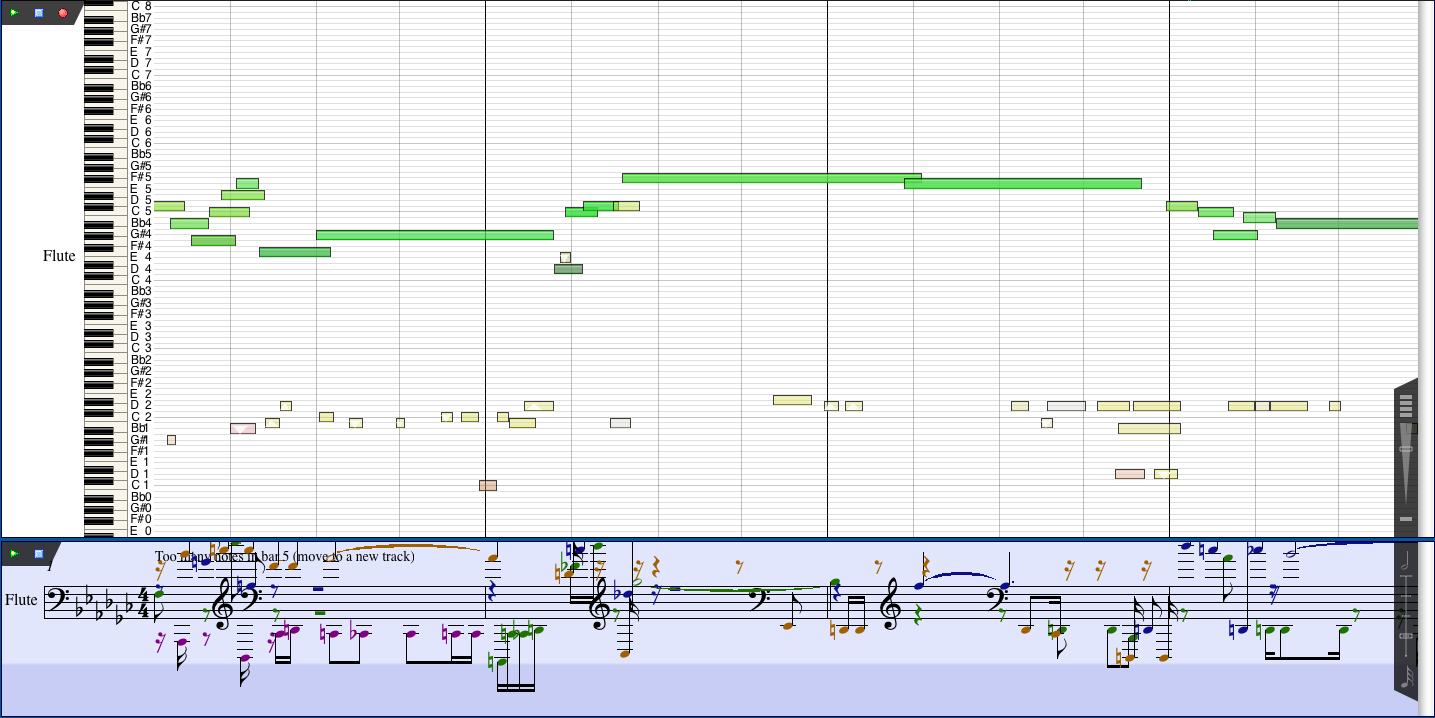 C 8
Bb7
G#7
F#7
E 7
D 7
C 7
Bb6
G#6
F#6
E 6
D 6
C 6
Bb5
G#5
F#5
E 5
D 5
C 5
Bb4
G#4
F#4
Flute
E 4
D 4
C 4
Bb3
G#3
F#3
E 3
D 3
C 3
Bb2
G#2
F#2
E 2
D 2
C 2
Bb1
G#1
F#1
E 1
D 1
C 1
Bb0
G#0
F#0
E 0
Too many notes in bar 5 (move to a new track)
Flute
4
4